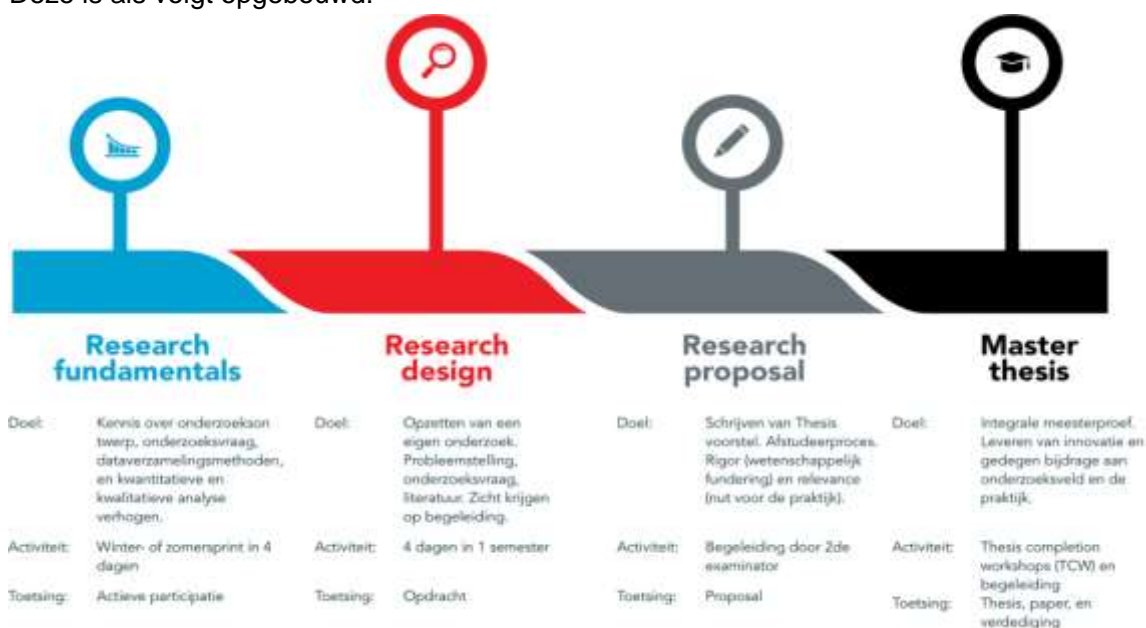 Deze is als volgt opgebouwd:
Research
fundamentals
Doel:
Kennis over onderzoekson
twerp, onderzoeksvraag,
dataverzamelingsmethoden,
en kwantitatieve en
kwalitatieve analyse
verhogen.
Activiteit:
Winter- of zomersprint in 4
dagen
Toetsing:
Actieve participatie
Research
design
Doel:
Opzetten van een
eigen onderzoek.
Probleemstelling,
onderzoeksvraag,
literatuur. Zicht krijgen
op begeleiding.
Activiteit:
4 dagen in 1 semester
Toetsing:
Opdracht
Research
proposal
Doel:
Schrijven van Thesis
voorstel. Afstudeerproces.
Rigor (wetenschappelijk
fundering) en relevance
(nut voor de praktijk).
Activiteit:
Begeleiding door 2de
examinator
Toetsing:
Proposal
Master
thesis
Doel:
Integrale meesterproef.
Leveren van innovatie en
gedegen bijdrage aan
onderzoeksveld en de
praktijk.
Activiteit:
Thesis completion
workshops (TCW) en
begeleiding
Toetsing:
Thesis, paper, en
verdediging